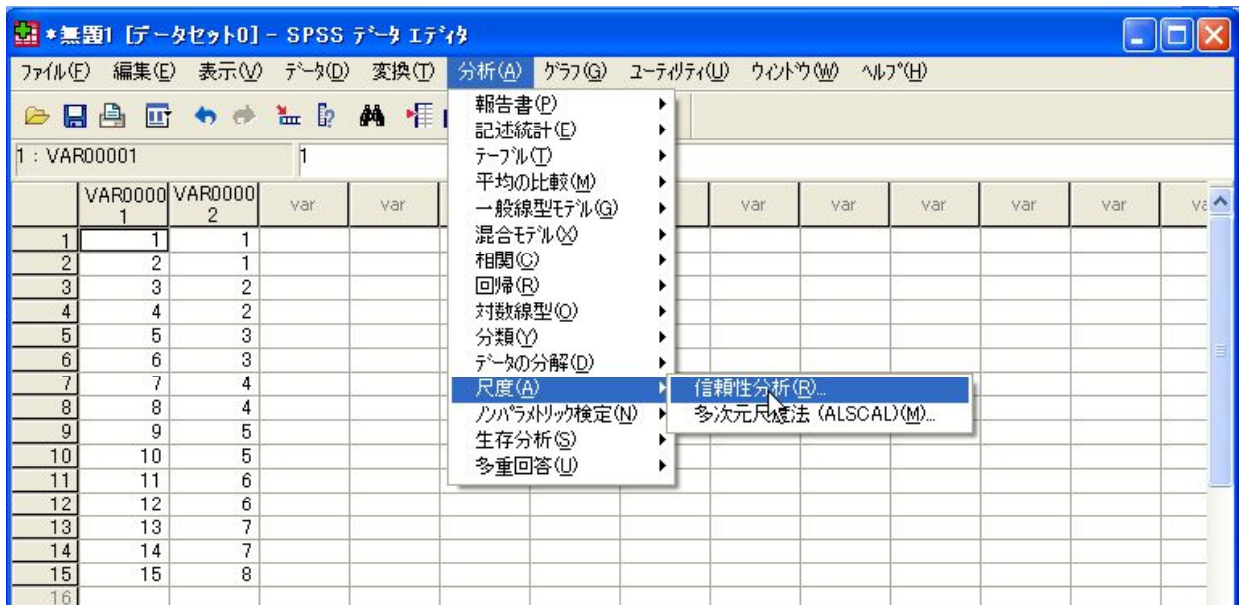 *無題1 [データセット0] - SPSS データ エディタ
ファイル(F) 編集(E) 表示(V) データ(D) 変換(T) 分析(A) グラフ(G) ユーティリティ(U) ウィンドウ(W) ヘルプ(H)
報告書(P)
記述統計(E)
テーブル(T)
平均の比較(M)
一般線型モデル(G)
混合モデル(X)
相関(C)
回帰(R)
対数線型(O)
分類(Y)
データの分解(D)
尺度(A)
ノンパラメトリック検定(N)
生存分析(S)
多重回答(U)
信頼性分析(R)...
多次元尺度法 (ALSCAL)(M)...
1 : VAR00001 1
VAR00001 VAR00002 var var var var var var var
1 1 1
2 2 1
3 3 2
4 4 2
5 5 3
6 6 3
7 7 4
8 8 4
9 9 5
10 10 5
11 11 6
12 12 6
13 13 7
14 14 7
15 15 8
16